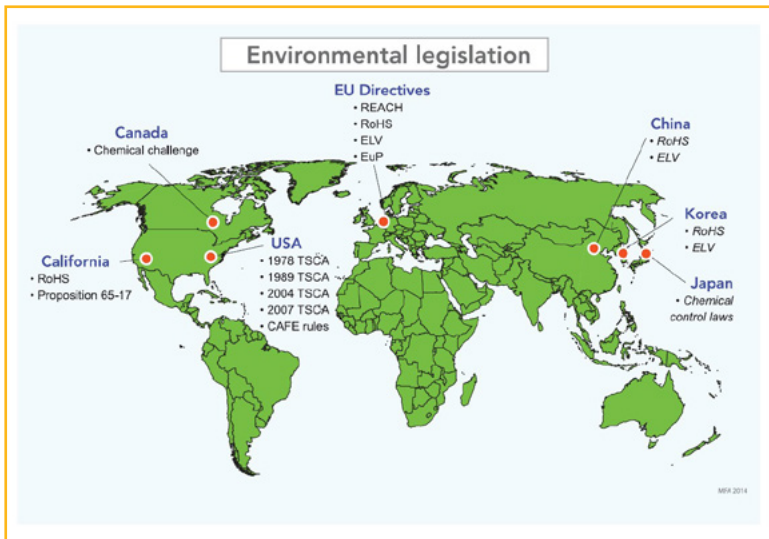 Environmental legislation
EU Directives
• REACH
• RoHS
• ELV
• EuP
Canada
• Chemical challenge
China
• RoHS
• ELV
Korea
• RoHS
• ELV
California
• RoHS
• Proposition 65-17
USA
• 1978 TSCA
• 1989 TSCA
• 2004 TSCA
• 2007 TSCA
• CAFE rules
Japan
• Chemical
control laws
MFA 2014